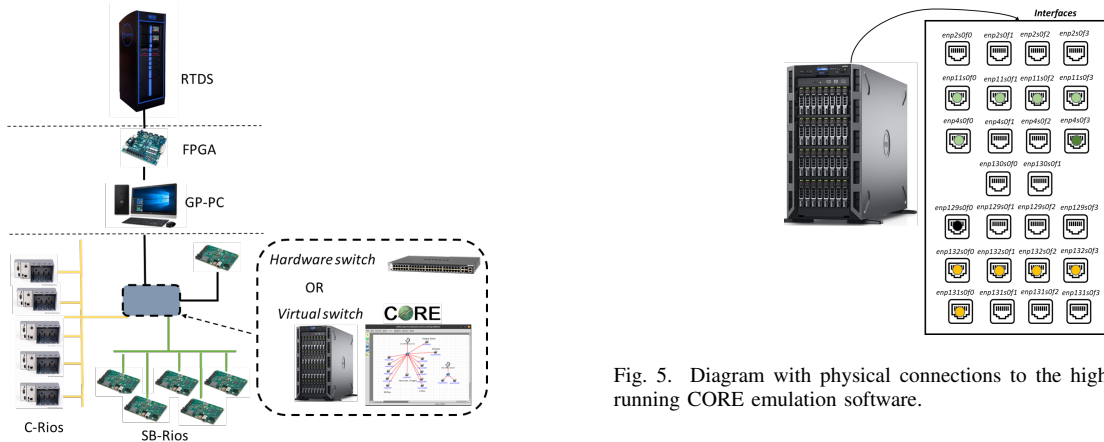 RTDS
FPGA
GP-PC
Hardware switch
OR
Virtual switch
CORE
C-Rios
SB-Rios
Interfaces
enp2s0f0 enp2s0f1 enp2s0f2 enp2s0f3
enp11s0f0 enp11s0f1 enp11s0f2 enp11s0f3
enp4s0f0 enp4s0f1 enp4s0f2 enp4s0f3
enp130s0f0 enp130s0f1
enp129s0f0 enp129s0f1 enp129s0f2 enp129s0f3
enp132s0f0 enp132s0f1 enp132s0f2 enp132s0f3
enp131s0f0 enp131s0f1 enp131s0f2 enp131s0f3
Fig. 5. Diagram with physical connections to the high
running CORE emulation software.